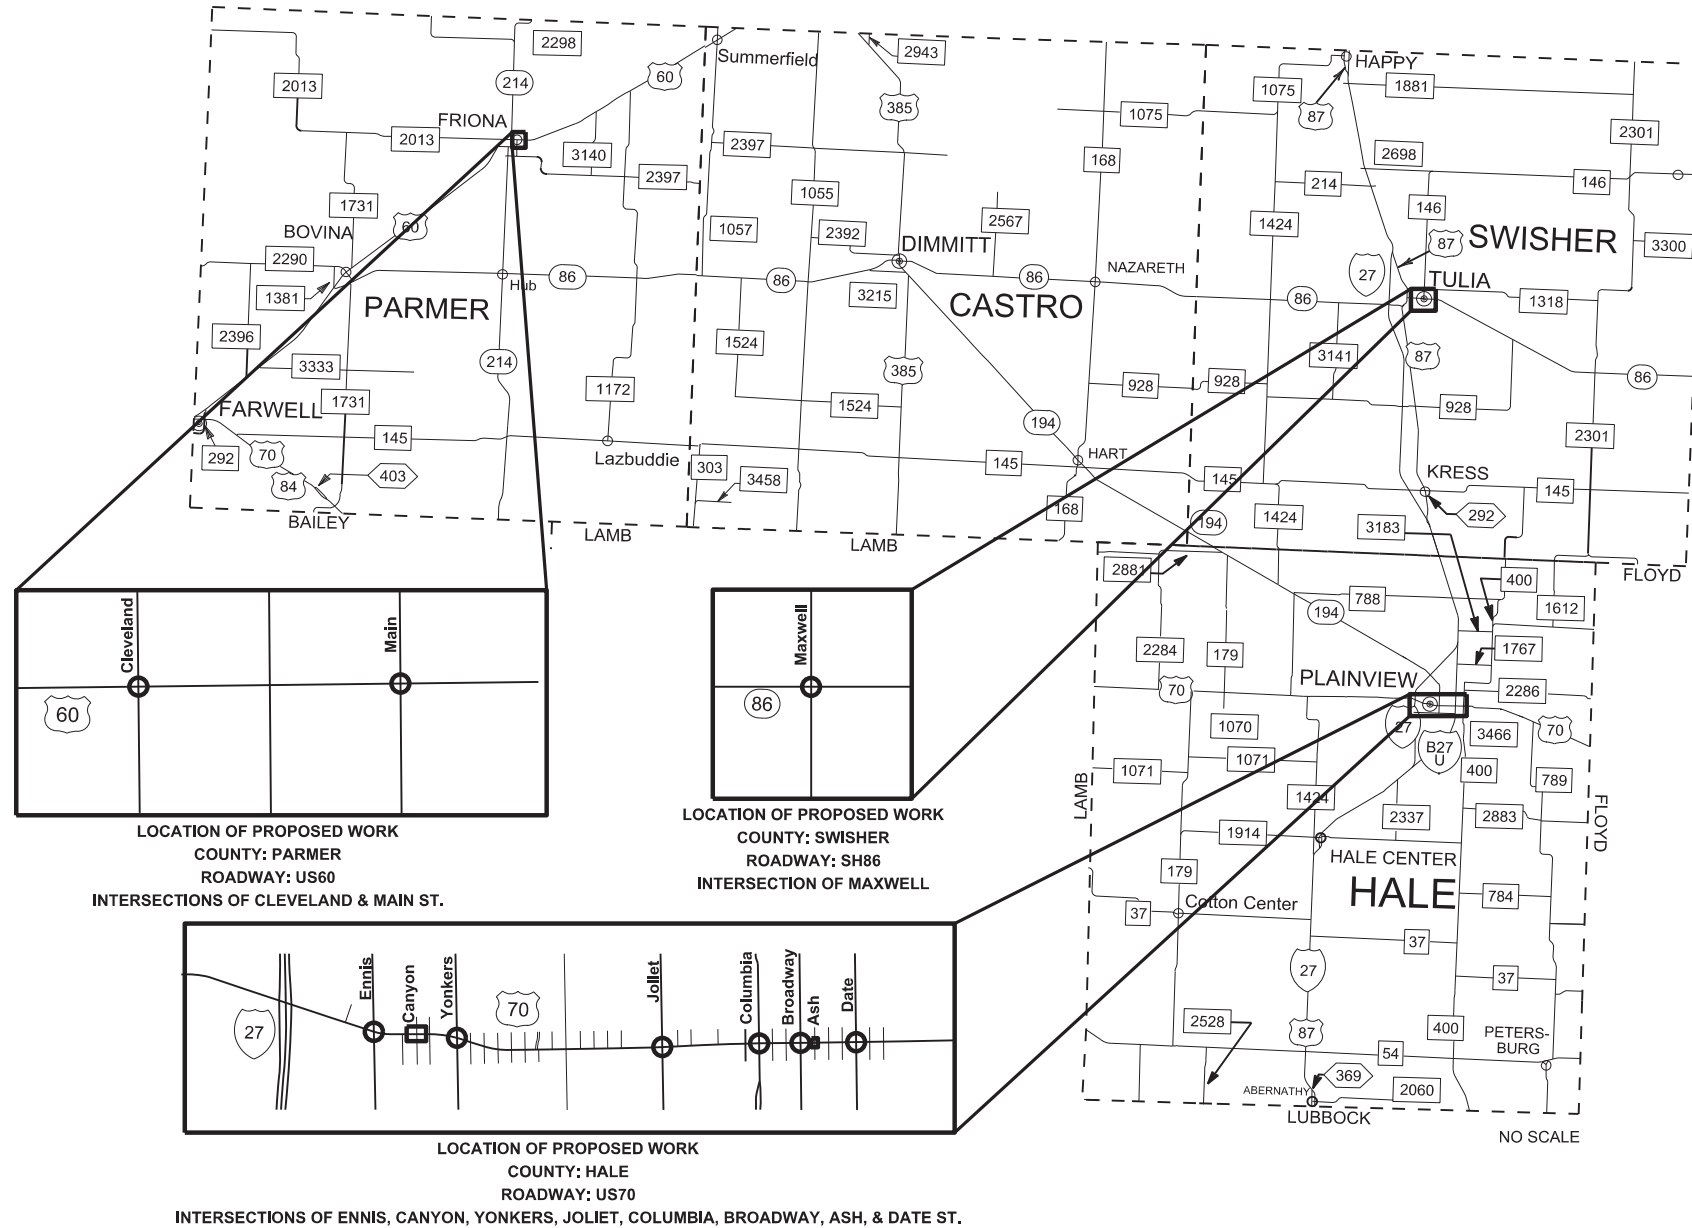 2298
2943
HAPPY
Summerfield
60
2013
214
385
1075
1881
87
FRIONA
2013
3140
2397
2397
1075
168
2301
2698
146
214
1731
1055
2567
146
1424
60
BOVINA
1057
2392
DIMMITT
87
SWISHER
3300
2290
NAZARETH
27
TULIA
1381
Hub
86
86
86
86
1318
PARMER
3215
CASTRO
2396
1524
3141
87
3333
214
385
86
1731
1172
1524
928
928
928
FARWELL
194
2301
292
70
145
Lazbuddie
303
145
HART
145
KRESS
145
84
403
3458
BAILEY
168
194
1424
3183
292
LAMB
LAMB
2881
FLOYD
400
788
1612
194
Cleveland
Main
60
Maxwell
86
2284
179
1767
PLAINVIEW
70
2286
1070
27
3466
70
B27
U
1071
1071
400
789
LAMB
1424
FLOYD
2337
2883
1914
HALE CENTER
179
HALE
784
37
Cotton Center
37
27
37
2528
87
400
PETERS-
BURG
54
ABERNATHY
369
2060
LUBBOCK
NO SCALE
LOCATION OF PROPOSED WORK
COUNTY: PARMER
ROADWAY: US60
INTERSECTIONS OF CLEVELAND & MAIN ST.
LOCATION OF PROPOSED WORK
COUNTY: SWISHER
ROADWAY: SH86
INTERSECTION OF MAXWELL
27
Ennis
Canyon
Yonkers
70
Jollet
Columbia
Broadway
Ash
Date
LOCATION OF PROPOSED WORK
COUNTY: HALE
ROADWAY: US70
INTERSECTIONS OF ENNIS, CANYON, YONKERS, JOLIET, COLUMBIA, BROADWAY, ASH, & DATE ST.